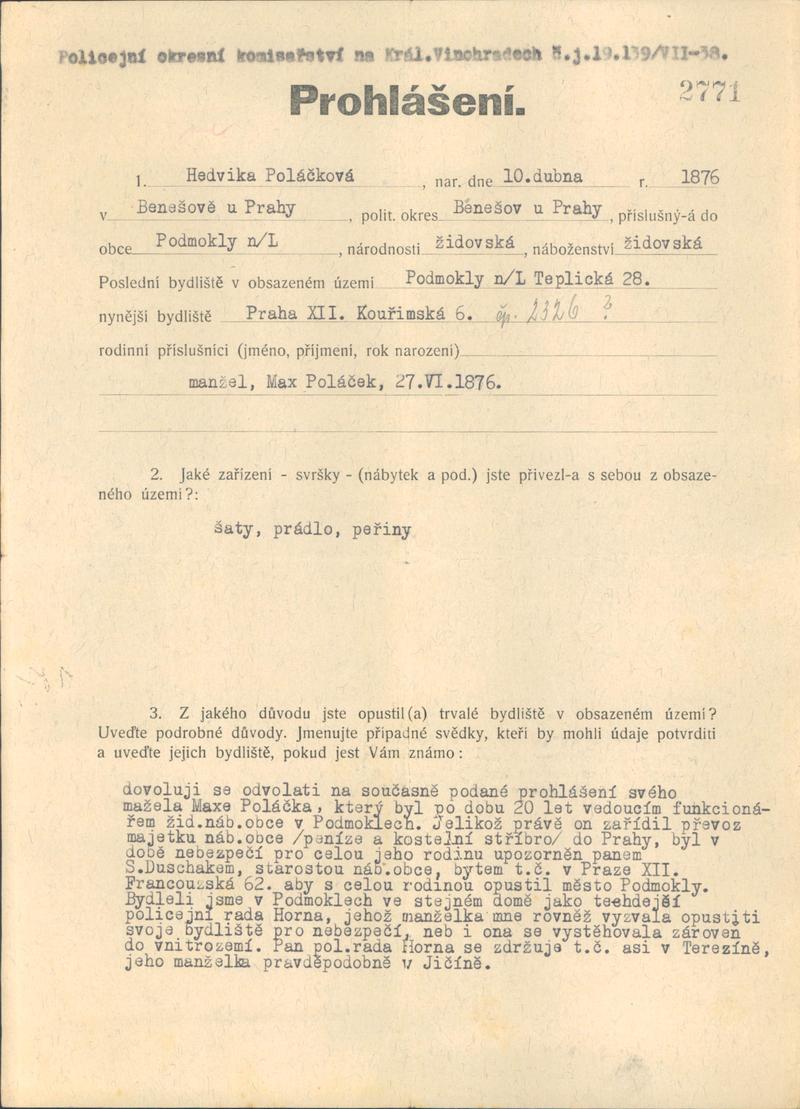 Policejní okresní komisařství na Král.Vinohradech Č.j.19.139/VII-38.
2771
Prohlášení.
1. Hedvika Poláčková, nar. dne 10.dubna r. 1876
v Benešově u Prahy, polit. okres Benešov u Prahy, příslušný-á do
obce Podmokly n/L, národnosti židovská, náboženství židovská
Poslední bydliště v obsazeném území Podmokly n/L Teplická 28.
nynější bydliště Praha XII. Kouřimská 6. čp. 2326 ?
rodinní příslušníci (jméno, příjmení, rok narození)
manžel, Max Poláček, 27.VI.1876.
2. Jaké zařízení - svršky - (nábytek a pod.) jste přivezl-a s sebou z obsaze-
ného území?:
šaty, prádlo, peřiny
3. Z jakého důvodu jste opustil(a) trvalé bydliště v obsazeném území?
Uveďte podrobné důvody. Jmenujte případné svědky, kteří by mohli údaje potvrditi
a uveďte jejich bydliště, pokud jest Vám známo:
dovoluji se odvolati na současně podané prohlášení svého
mažela Maxe Poláčka, který byl po dobu 20 let vedoucím funkcioná-
řem žid.náb.obce v Podmoklech. Jelikož právě on zařídil převoz
majetku náb.obce /peníze a kostelní stříbro/ do Prahy, byl v
době nebezpečí pro celou jeho rodinu upozorněn panem
S.Duschakem, starostou náb.obce, bytem t.č. v Praze XII.
Francouzská 62. aby s celou rodinou opustil město Podmokly.
Bydleli jsme v Podmoklech ve stejném domě jako tehdejší
policejní rada Horna, jehož manželka mne rovněž vyzvala opustiti
svoje bydliště pro nebezpečí, neb i ona se vystěhovala zároven
do vnitrozemí. Pan pol.rada Horna se zdržuje t.č. asi v Terezíně,
jeho manželka pravděpodobně v Jičíně.